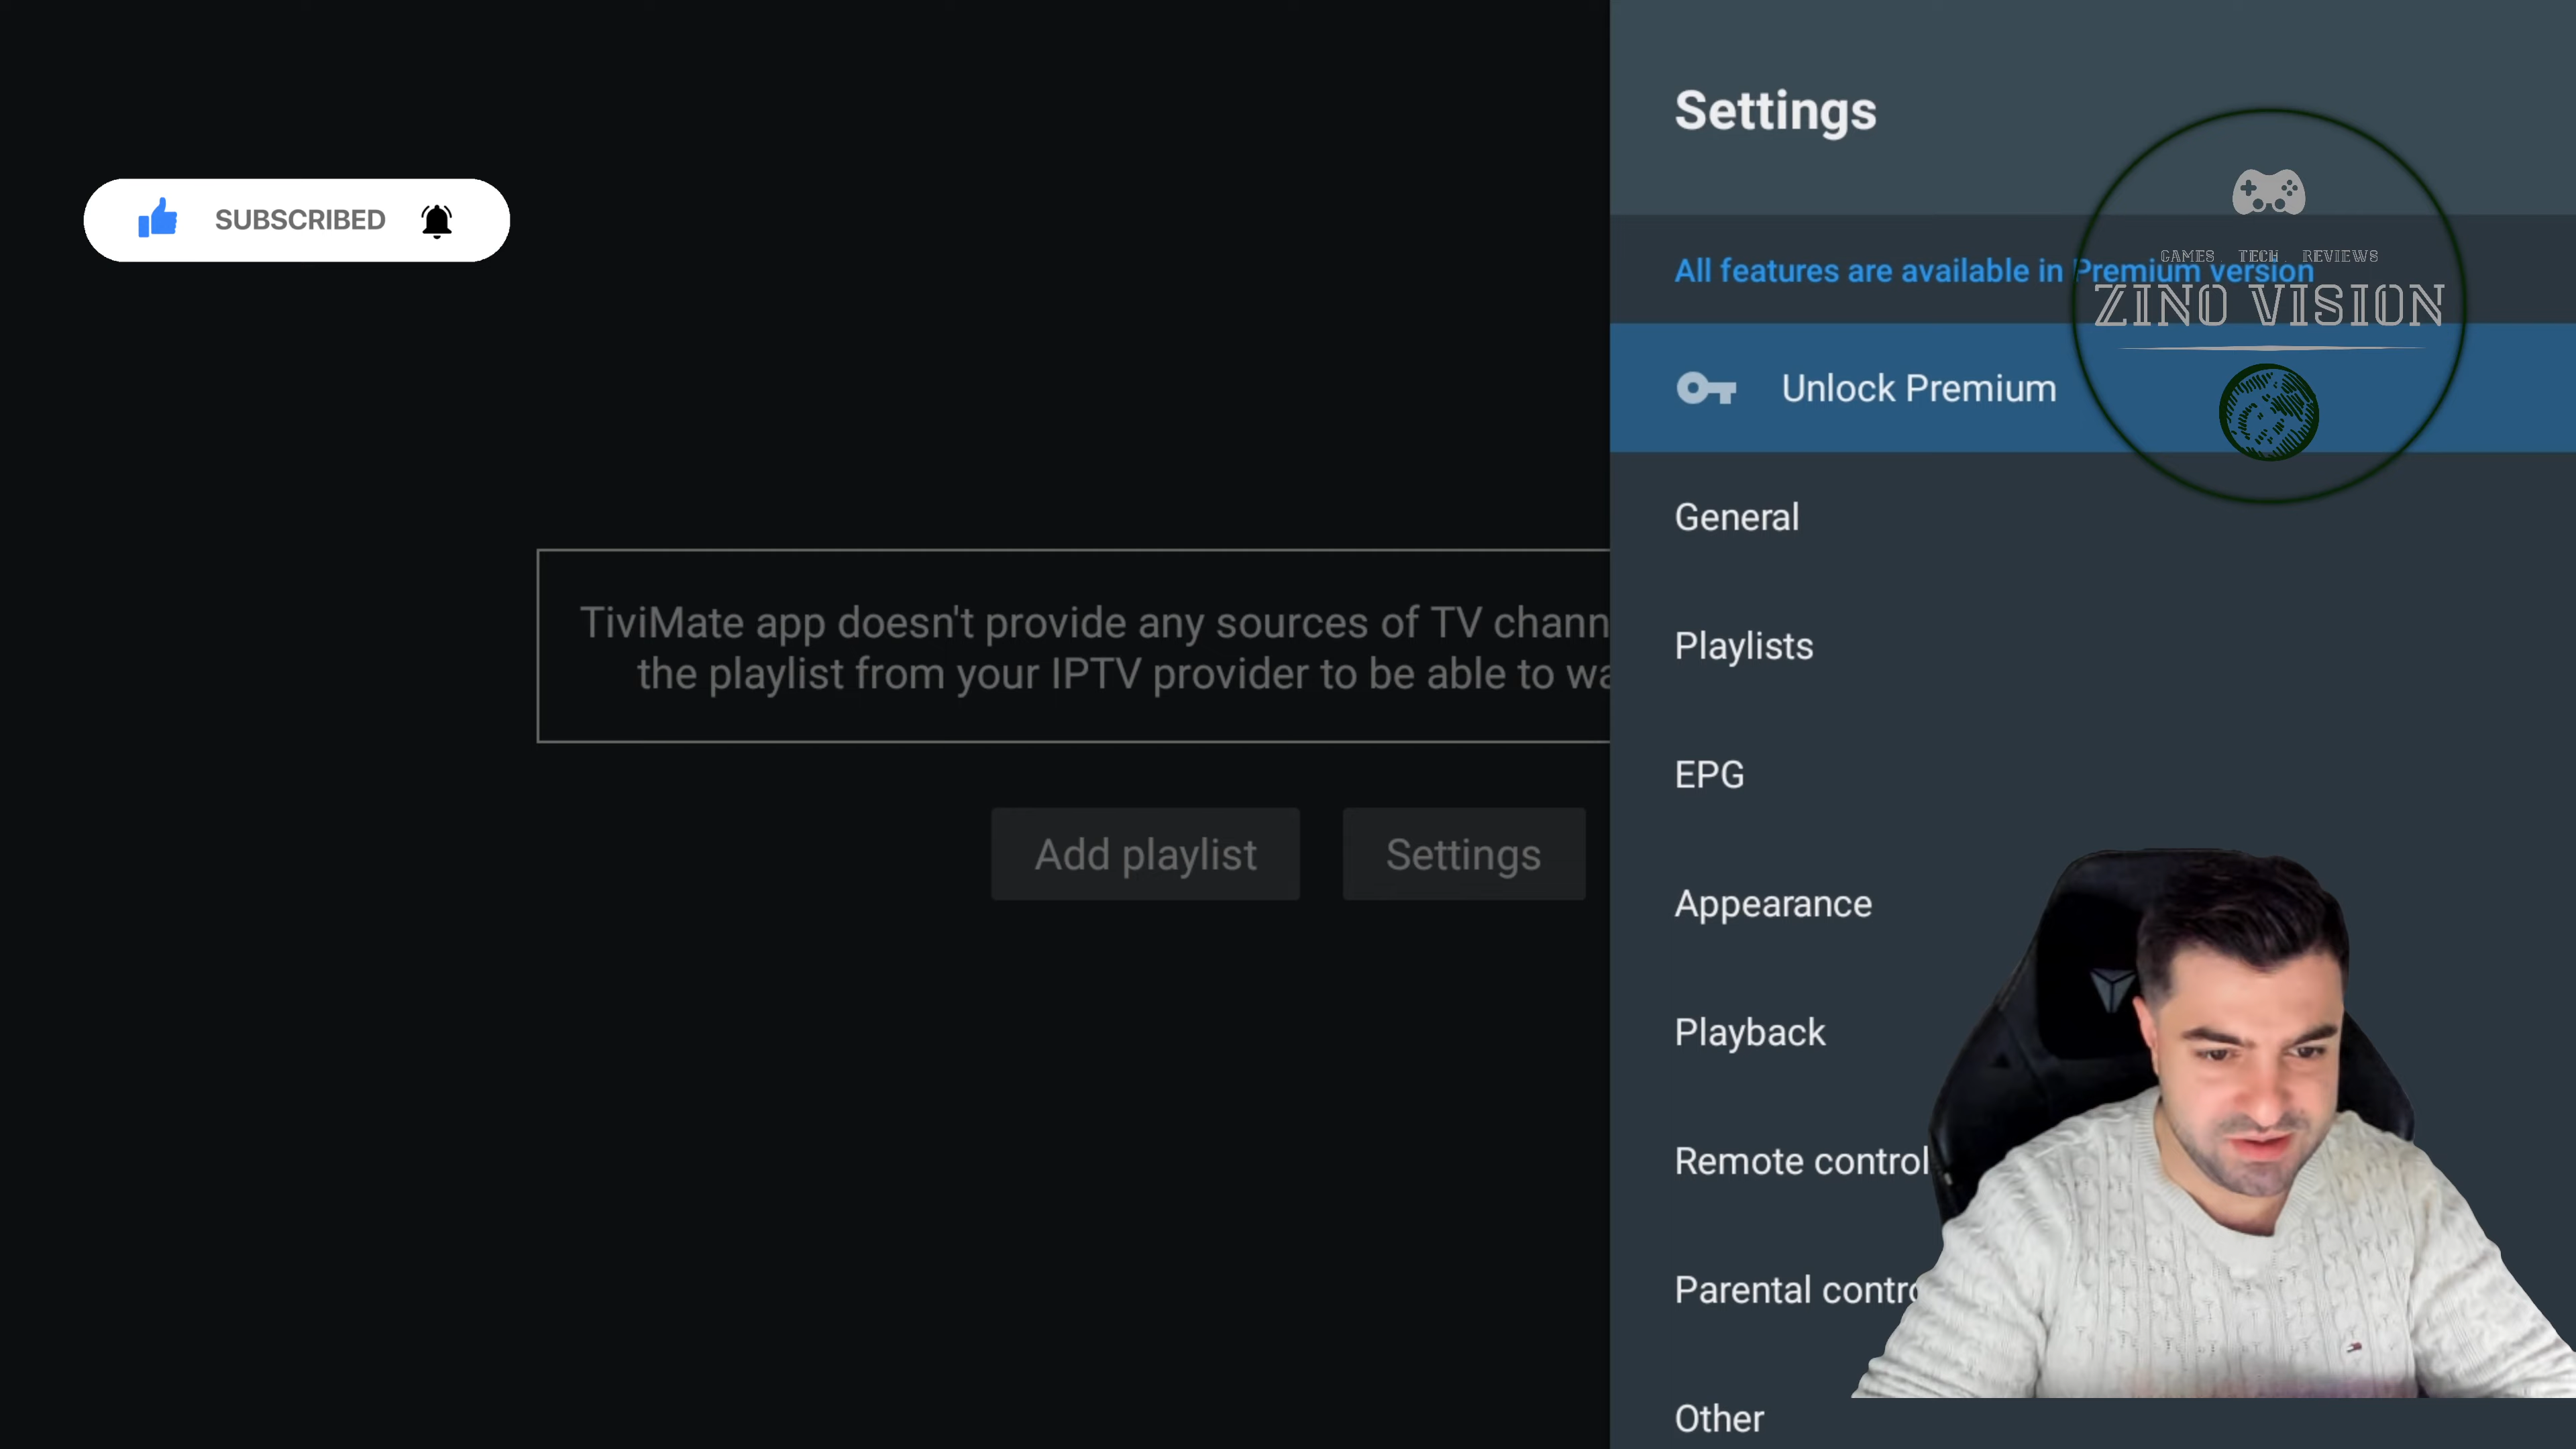 Settings
SUBSCRIBED
All features are available in Premium version
GAMES TECH REVIEWS
ZINO VISION
Unlock Premium
General
Playlists
EPG
Appearance
Playback
Remote control
Parental contro
Other
TiviMate app doesn't provide any sources of TV chann
the playlist from your IPTV provider to be able to wa
Add playlist
Settings